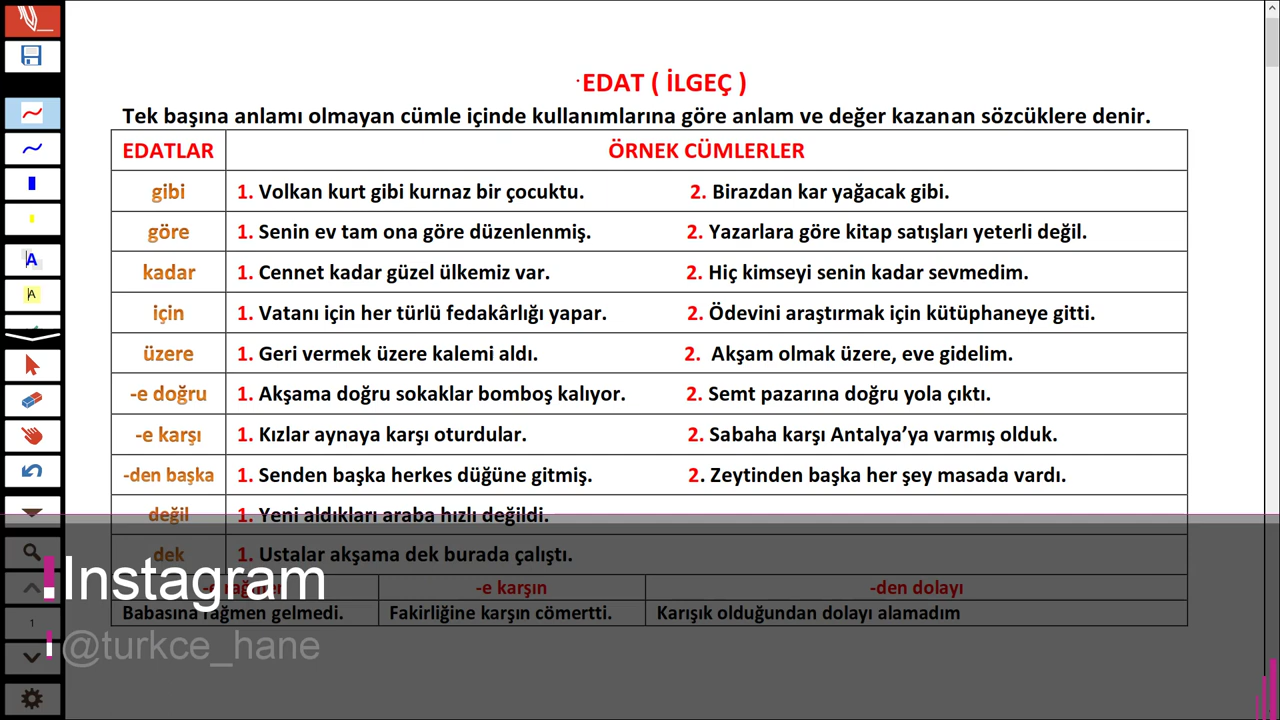 EDAT ( İLGEÇ )
Tek başına anlamı olmayan cümle içinde kullanımlarına göre anlam ve değer kazanan sözcüklere denir.
EDATLAR ÖRNEK CÜMLERLER
gibi 1. Volkan kurt gibi kurnaz bir çocuktu. 2. Birazdan kar yağacak gibi.
göre 1. Senin ev tam ona göre düzenlenmiş. 2. Yazarlara göre kitap satışları yeterli değil.
kadar 1. Cennet kadar güzel ülkemiz var. 2. Hiç kimseyi senin kadar sevmedim.
için 1. Vatanı için her türlü fedakârlığı yapar. 2. Ödevini araştırmak için kütüphaneye gitti.
üzere 1. Geri vermek üzere kalemi aldı. 2. Akşam olmak üzere, eve gidelim.
-e doğru 1. Akşama doğru sokaklar bomboş kalıyor. 2. Semt pazarına doğru yola çıktı.
-e karşı 1. Kızlar aynaya karşı oturdular. 2. Sabaha karşı Antalya’ya varmış olduk.
-den başka 1. Senden başka herkes düğüne gitmiş. 2. Zeytinden başka her şey masada vardı.
değil 1. Yeni aldıkları araba hızlı değildi.
dek 1. Ustalar akşama dek burada çalıştı.
-e karşın -den dolayı
Babasına rağmen gelmedi. Fakirliğine karşın cömertti. Karışık olduğundan dolayı alamadım
Instagram
@turkce_hane
A
A
1